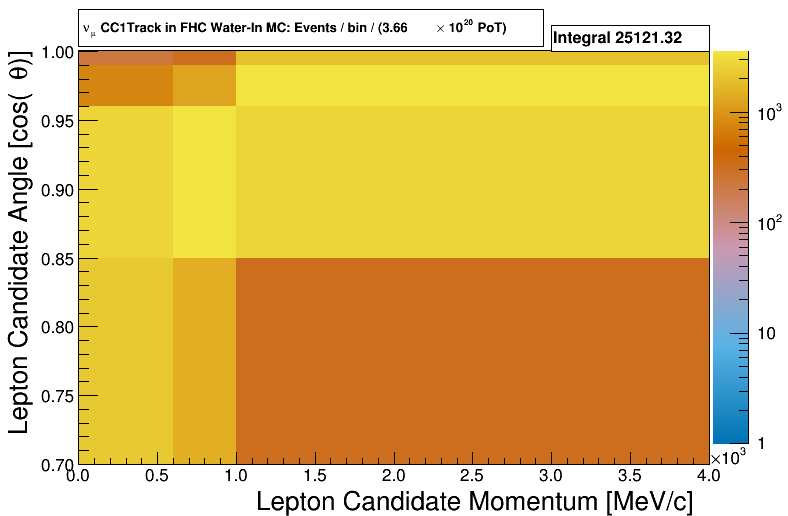 ν_μ CC1Track in FHC Water-In MC: Events / bin / (3.66 × 10^20 PoT)
Integral 25121.32
Lepton Candidate Angle [cos( θ)]
1.00
0.95
0.90
0.85
0.80
0.75
0.70
10^3
10^2
10
1
0.0 0.5 1.0 1.5 2.0 2.5 3.0 3.5 4.0
×10^3
Lepton Candidate Momentum [MeV/c]